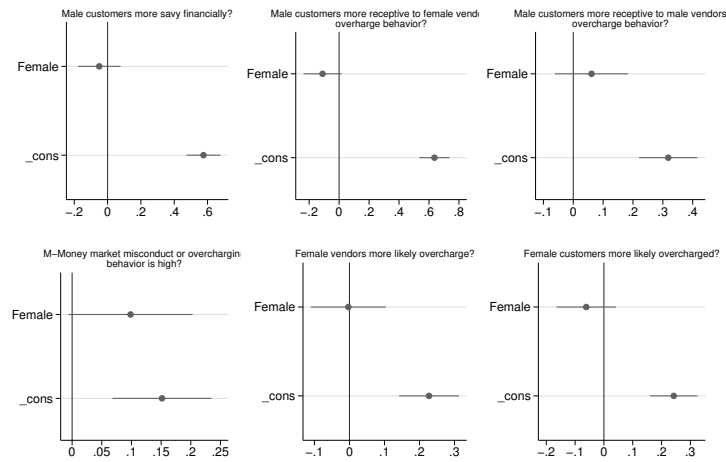 Male customers more savy financially?
Female
_cons
−.2 0 .2 .4 .6
Male customers more receptive to female vend
overharge behavior?
Female
_cons
−.2 0 .2 .4 .6 .8
Male customers more receptive to male vendors
overcharge behavior?
Female
_cons
−.1 0 .1 .2 .3 .4
M−Money market misconduct or overchargin
behavior is high?
Female
_cons
0 .05 .1 .15 .2 .25
Female vendors more likely overcharge?
Female
_cons
−.1 0 .1 .2 .3
Female customers more likely overcharged?
Female
_cons
−.2 −.1 0 .1 .2 .3